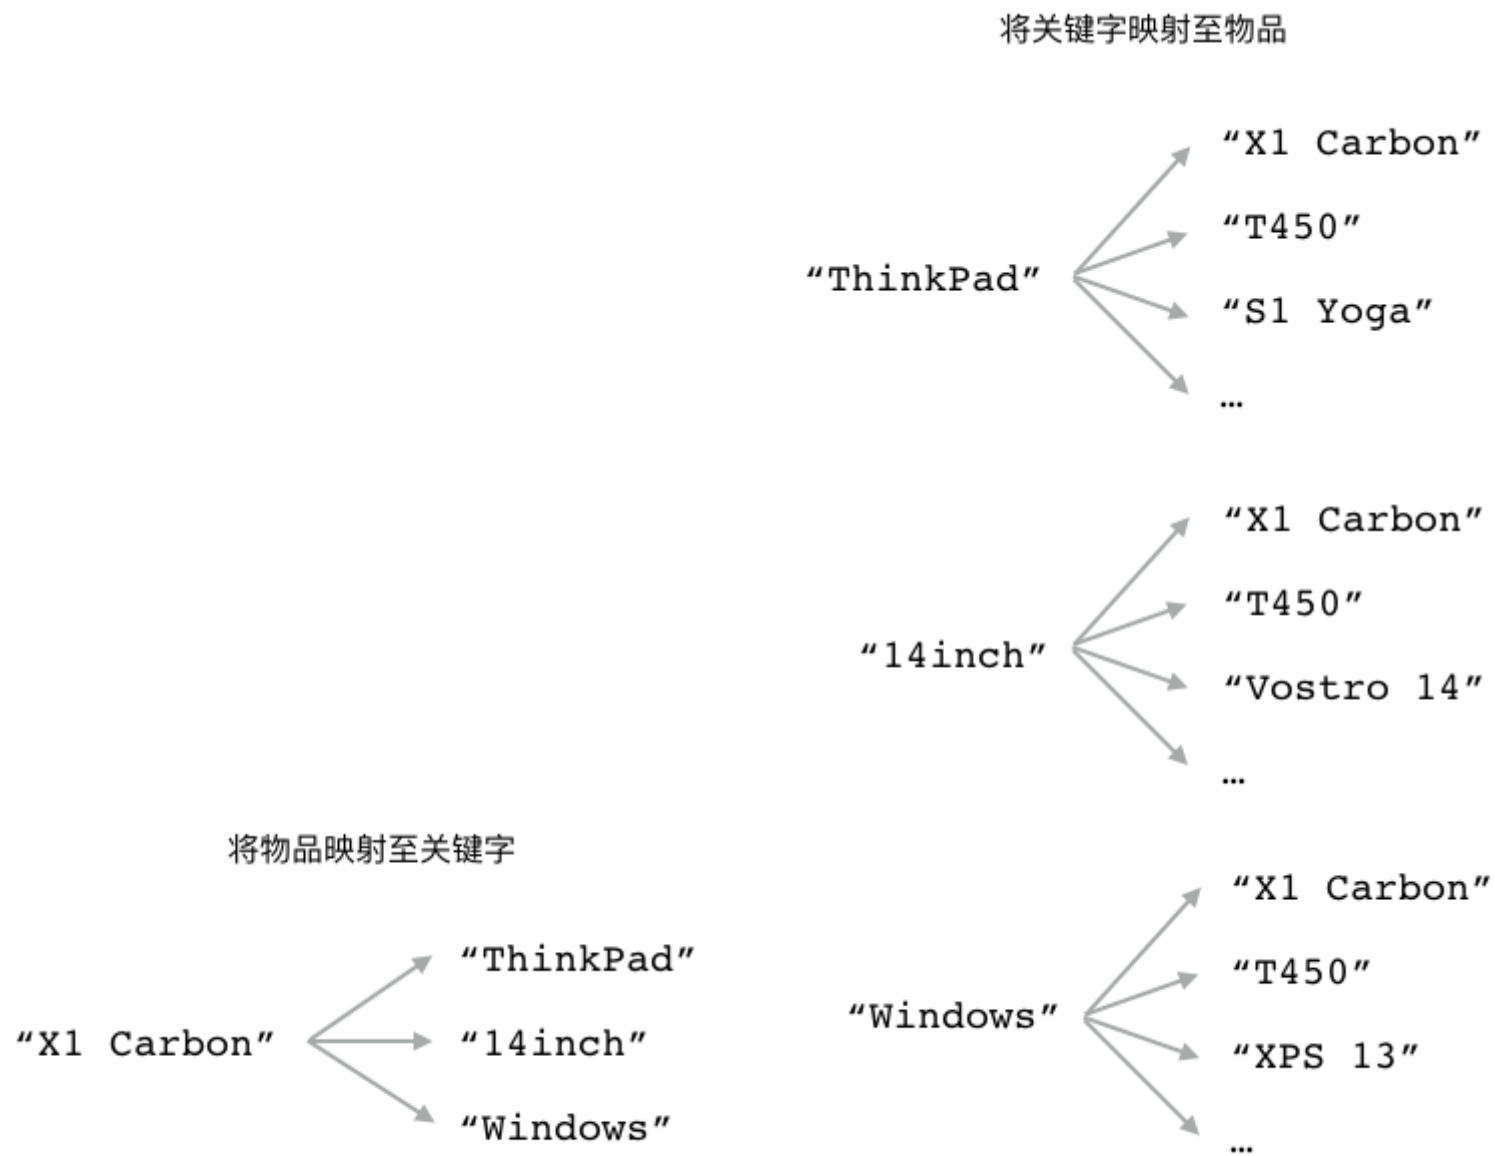 将关键字映射至物品
“X1 Carbon”
“T450”
“ThinkPad”
“S1 Yoga”
…
“X1 Carbon”
“T450”
“14inch”
“Vostro 14”
…
将物品映射至关键字
“X1 Carbon”
“ThinkPad”
“T450”
“Windows”
“X1 Carbon”
“14inch”
“XPS 13”
“Windows”
…